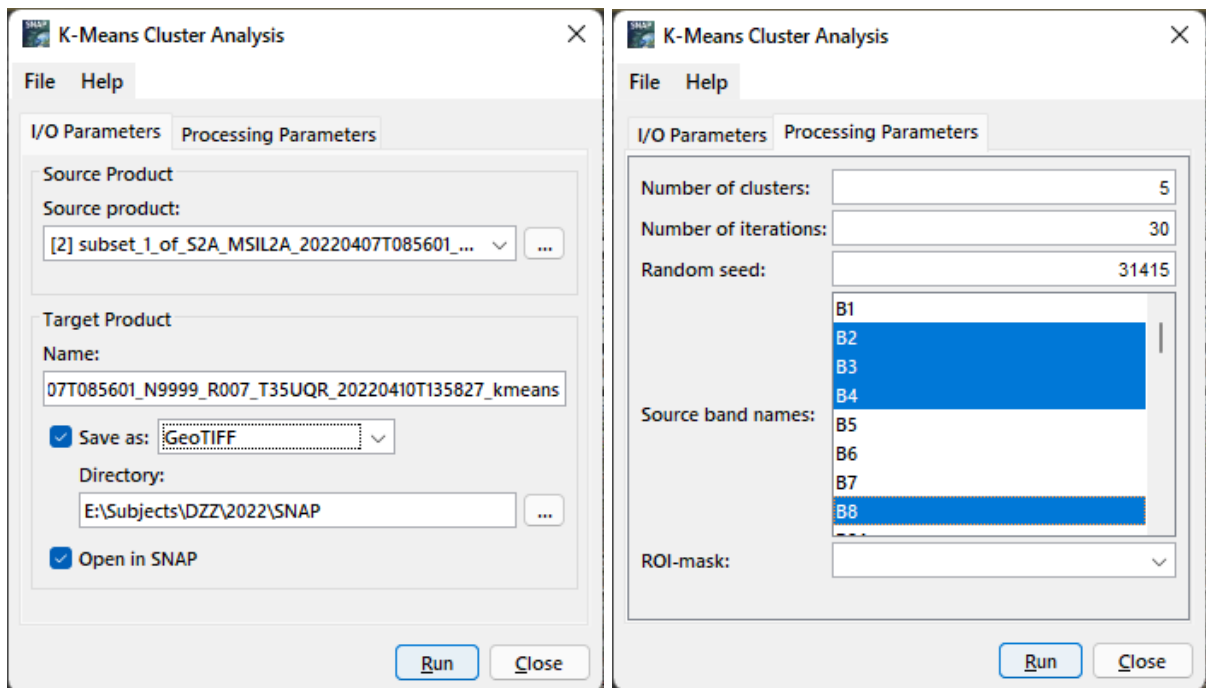 K-Means Cluster Analysis
File Help
I/O Parameters Processing Parameters
Source Product
Source product:
[2] subset_1_of_S2A_MSIL2A_20220407T085601_... ...
Target Product
Name:
07T085601_N9999_R007_T35UQR_20220410T135827_kmeans
Save as: GeoTIFF
Directory:
E:\Subjects\DZZ\2022\SNAP ...
Open in SNAP
Run Close
K-Means Cluster Analysis
File Help
I/O Parameters Processing Parameters
Number of clusters: 5
Number of iterations: 30
Random seed: 31415
Source band names:
B1
B2
B3
B4
B5
B6
B7
B8
ROI-mask:
Run Close